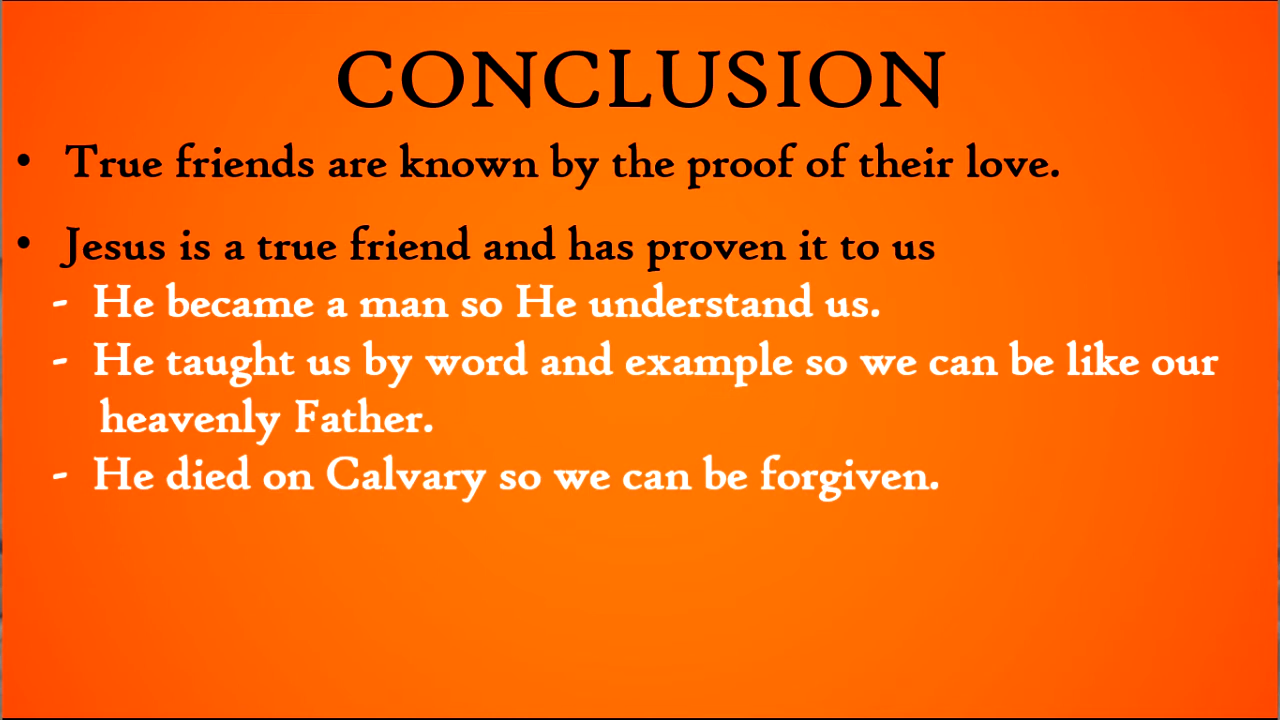 CONCLUSION
• True friends are known by the proof of their love.
• Jesus is a true friend and has proven it to us
- He became a man so He understand us.
- He taught us by word and example so we can be like our
heavenly Father.
- He died on Calvary so we can be forgiven.